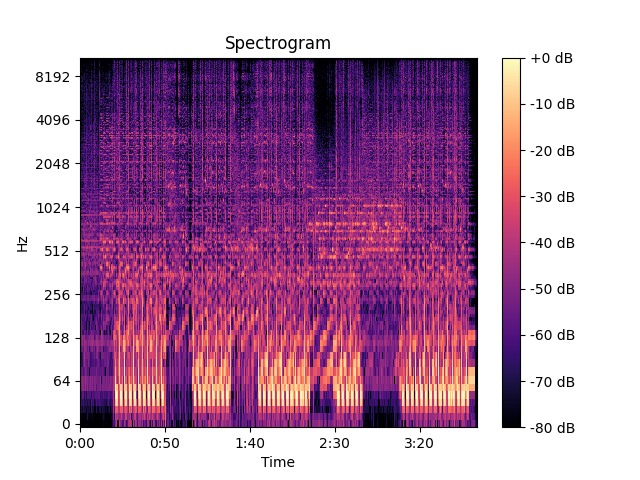 Spectrogram
8192
4096
2048
1024
512
256
128
64
0
Hz
0:00 0:50 1:40 2:30 3:20
Time
+0 dB
-10 dB
-20 dB
-30 dB
-40 dB
-50 dB
-60 dB
-70 dB
-80 dB